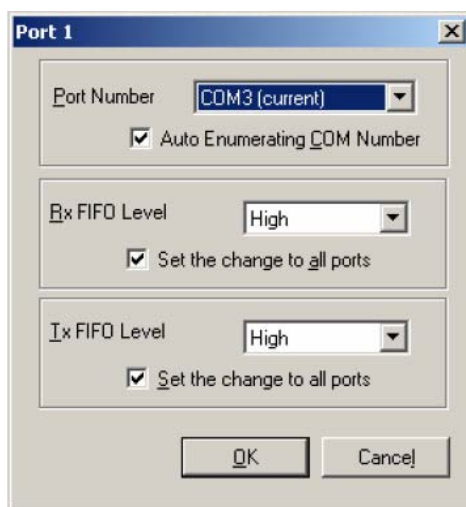 Port 1
Port Number COM3 (current)
Auto Enumerating COM Number
Rx FIFO Level High
Set the change to all ports
Tx FIFO Level High
Set the change to all ports
OK Cancel